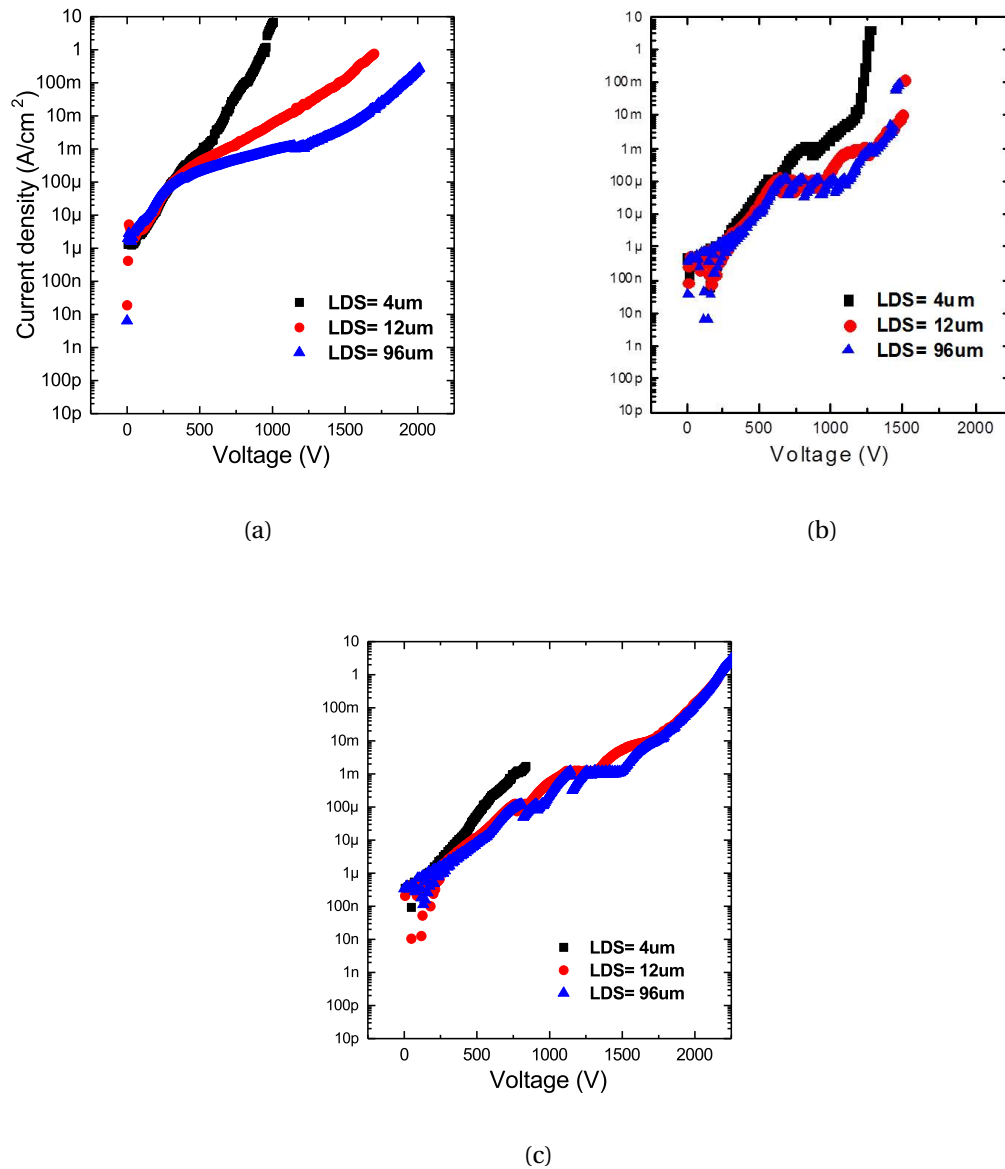 10
1
100m
10m
1m
100µ
10µ
1µ
100n
10n
1n
100p
10p
Current density (A/cm²)
LDS= 4um
LDS= 12um
LDS= 96um
0 500 1000 1500 2000
Voltage (V)
(a)
10
1
100m
10m
1m
100µ
10µ
1µ
100n
10n
1n
100p
10p
LDS= 4um
LDS= 12um
LDS= 96um
0 500 1000 1500 2000
Voltage (V)
(b)
10
1
100m
10m
1m
100µ
10µ
1µ
100n
10n
1n
100p
10p
LDS= 4um
LDS= 12um
LDS= 96um
0 500 1000 1500 2000
Voltage (V)
(c)